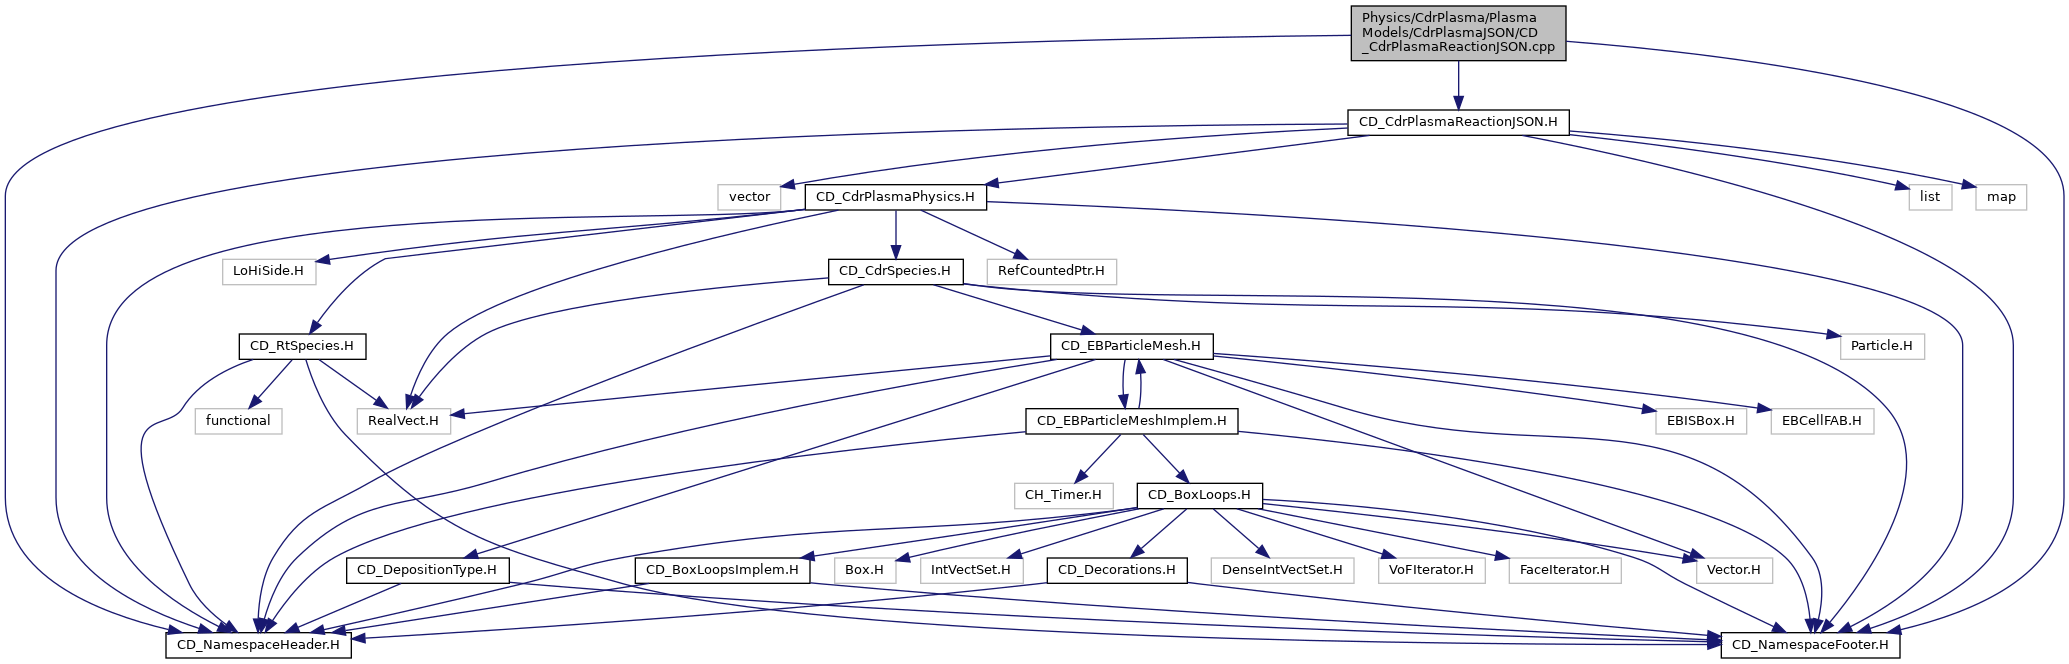 Physics/CdrPlasma/Plasma
Models/CdrPlasmaJSON/CD
_CdrPlasmaReactionJSON.cpp
CD_CdrPlasmaReactionJSON.H
vector
CD_CdrPlasmaPhysics.H
list
map
LoHiSide.H
CD_CdrSpecies.H
RefCountedPtr.H
CD_RtSpecies.H
CD_EBParticleMesh.H
Particle.H
functional
RealVect.H
CD_EBParticleMeshImplem.H
EBISBox.H
EBCellFAB.H
CH_Timer.H
CD_BoxLoops.H
CD_DepositionType.H
CD_BoxLoopsImplem.H
Box.H
IntVectSet.H
CD_Decorations.H
DenseIntVectSet.H
VoFIterator.H
FaceIterator.H
Vector.H
CD_NamespaceHeader.H
CD_NamespaceFooter.H